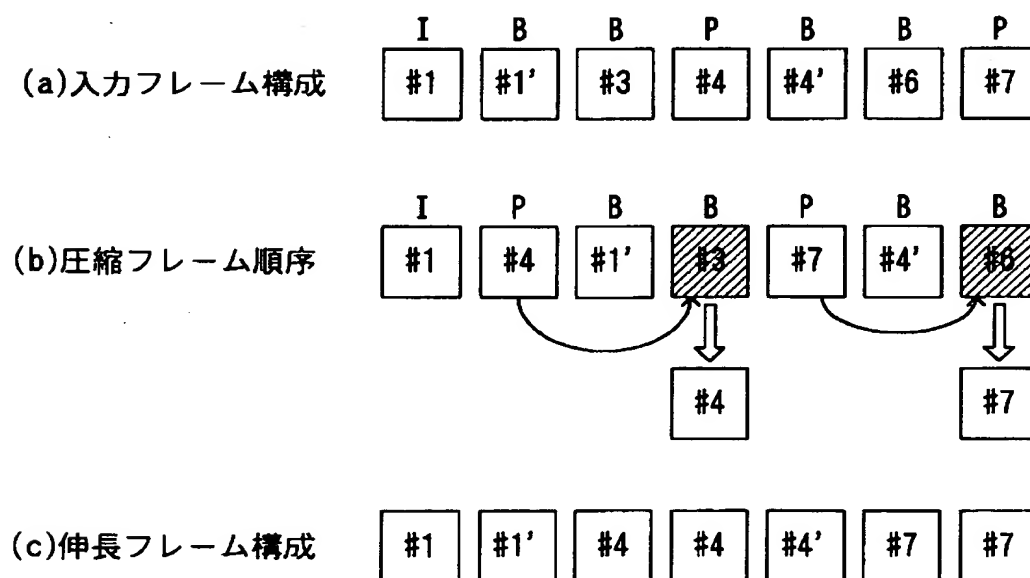 I B B P B B P
(a)入力フレーム構成 #1 #1' #3 #4 #4' #6 #7
I P B B P B B
(b)圧縮フレーム順序 #1 #4 #1' #3 #7 #4' #6
#4 #7
(c)伸長フレーム構成 #1 #1' #4 #4 #4' #7 #7